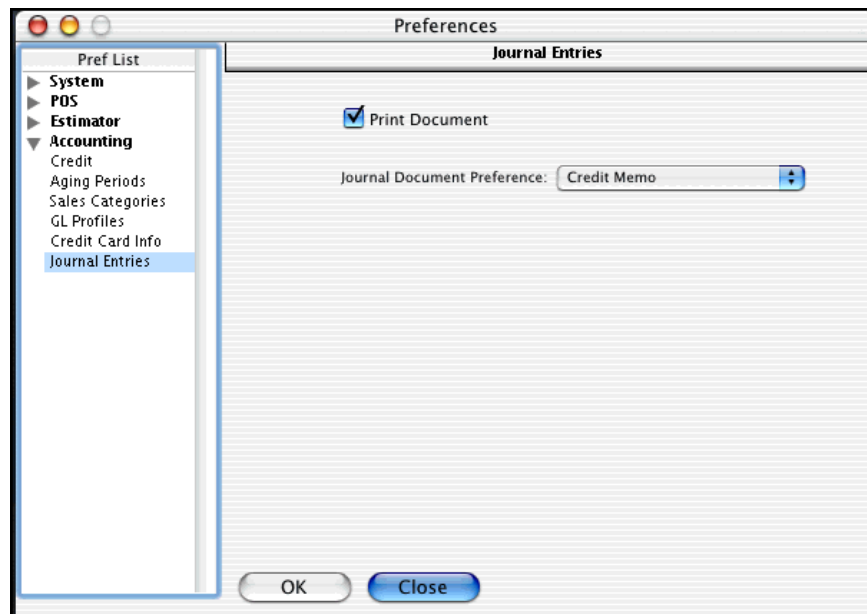 Preferences
Pref List
System
POS
Estimator
Accounting
Credit
Aging Periods
Sales Categories
GL Profiles
Credit Card Info
Journal Entries
Journal Entries
Print Document
Journal Document Preference: Credit Memo
OK Close